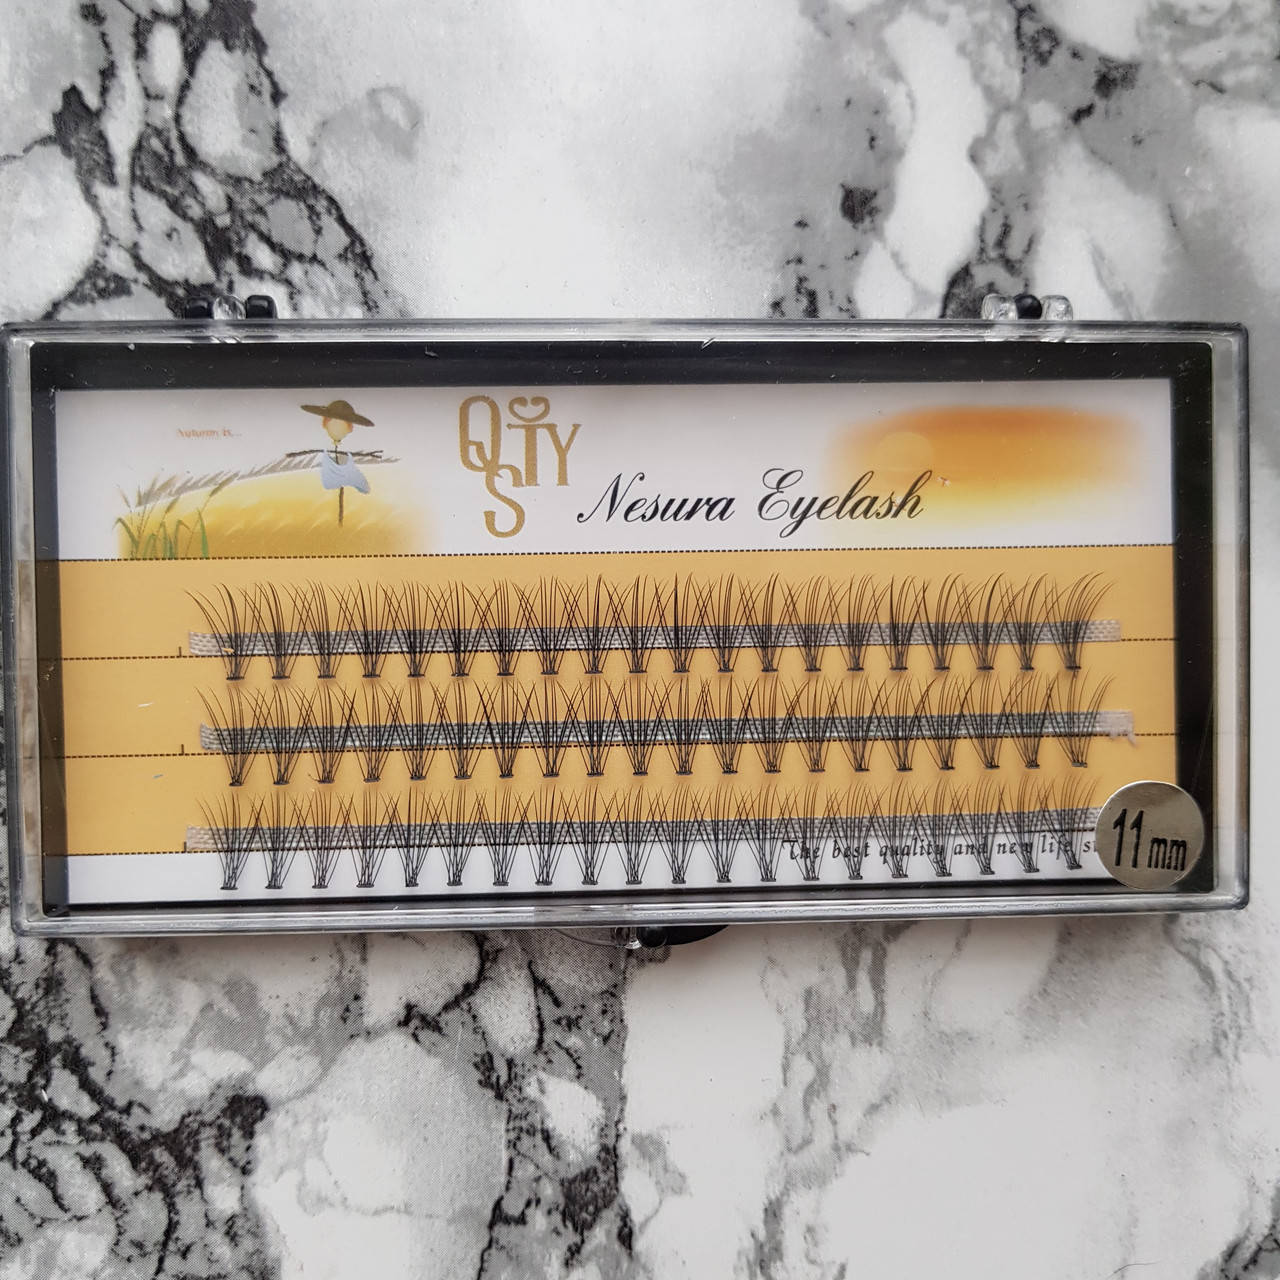 Autumn is...
QSTY
Nesura Eyelash
The best quality and new life
11mm